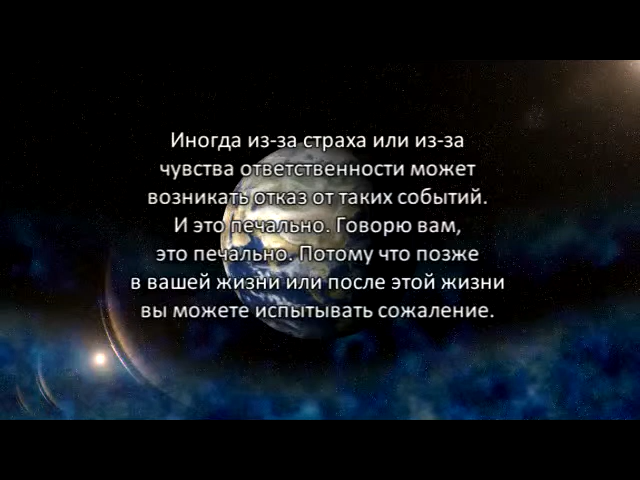 Иногда из-за страха или из-за
чувства ответственности может
возникать отказ от таких событий.
И это печально. Говорю вам,
это печально. Потому что позже
в вашей жизни или после этой жизни
вы можете испытывать сожаление.